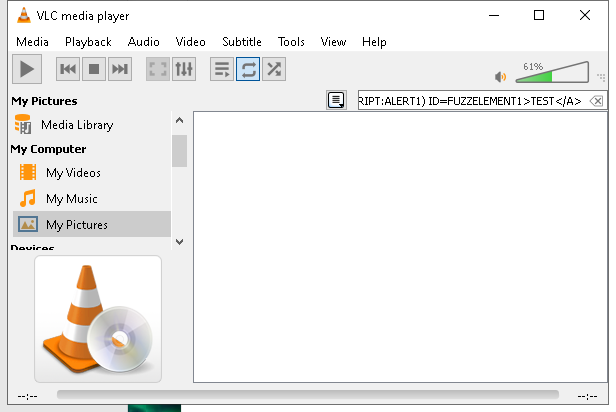 VLC media player
Media Playback Audio Video Subtitle Tools View Help
61%
My Pictures
RIPT:ALERT1) ID=FUZZELEMENT1>TEST</A>
Media Library
My Computer
My Videos
My Music
My Pictures
Devices
--:-- --:--